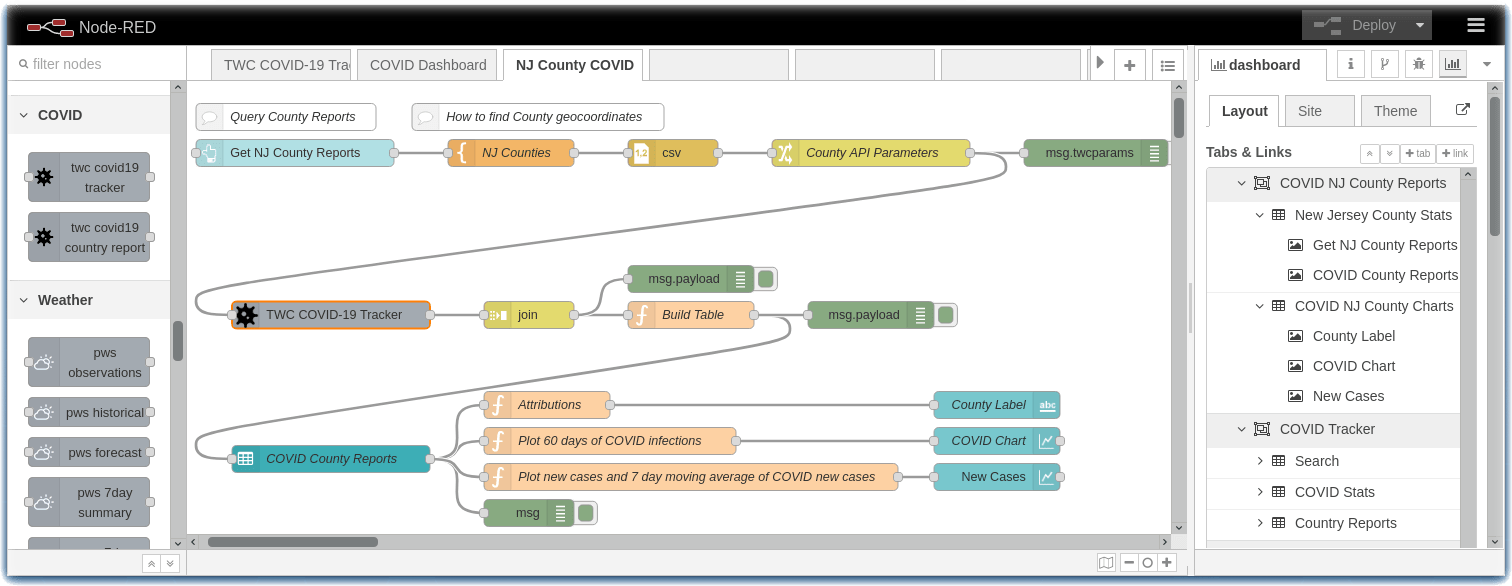 Node-RED
Deploy
filter nodes
TWC COVID-19 Tra
COVID Dashboard
NJ County COVID
dashboard
i
COVID
twc covid19
tracker
twc covid19
country report
Weather
pws
observations
pws historical
pws forecast
pws 7day
summary
Query County Reports
How to find County geocoordinates
Get NJ County Reports
NJ Counties
1,2
csv
County API Parameters
msg.twcparams
msg.payload
TWC COVID-19 Tracker
join
Build Table
msg.payload
Attributions
County Label
abc
Plot 60 days of COVID infections
COVID Chart
COVID County Reports
Plot new cases and 7 day moving average of COVID new cases
New Cases
msg
Layout
Site
Theme
Tabs & Links
+ tab
+ link
COVID NJ County Reports
New Jersey County Stats
Get NJ County Reports
COVID County Reports
COVID NJ County Charts
County Label
COVID Chart
New Cases
COVID Tracker
Search
COVID Stats
Country Reports